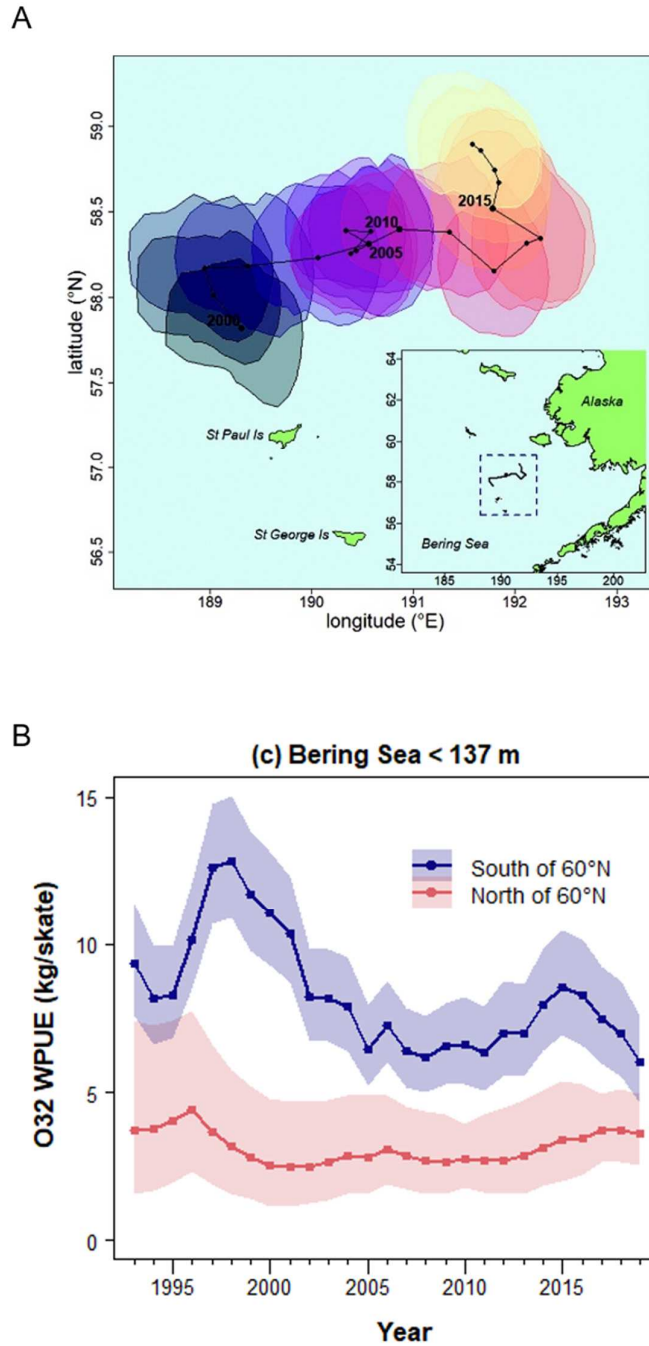 A
59.0
58.5
58.0
57.5
57.0
56.5
latitude (°N)
2015
2010
2005
2000
St Paul Is
St George Is
64
62
60
58
56
54
Alaska
Bering Sea
185 190 195 200
189 190 191 192 193
longitude (°E)
B
(c) Bering Sea < 137 m
15
10
5
0
O32 WPUE (kg/skate)
South of 60°N
North of 60°N
1995 2000 2005 2010 2015
Year